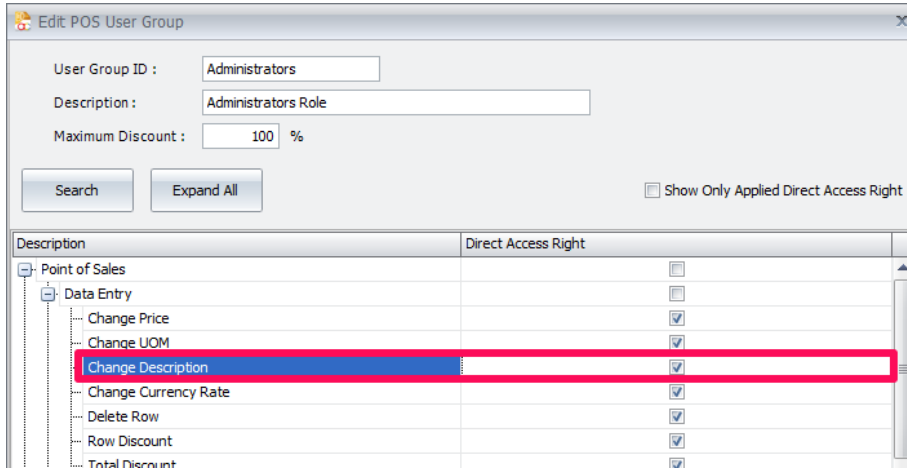 Edit POS User Group
User Group ID : Administrators
Description : Administrators Role
Maximum Discount : 100 %
Search Expand All Show Only Applied Direct Access Right
Description Direct Access Right
Point of Sales
Data Entry
Change Price
Change UOM
Change Description
Change Currency Rate
Delete Row
Row Discount
Total Discount